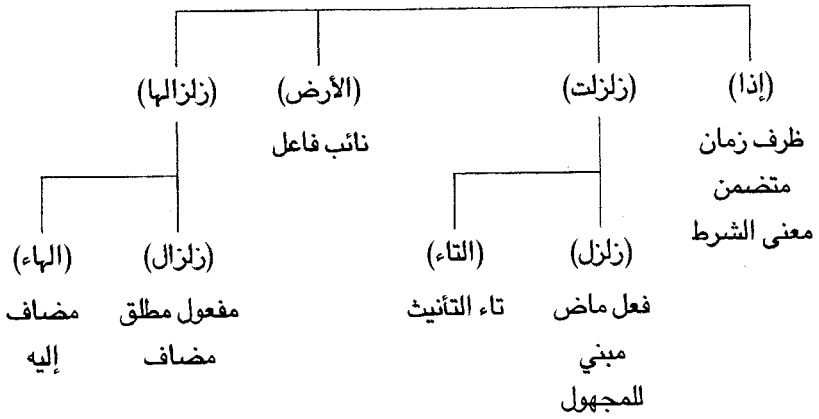 (إذا) (زلزلت) (الأرض) (زلزالها)
ظرف زمان
متضمن
معنى الشرط
نائب فاعل
(زلزل) (التاء) (زلزال) (الهاء)
فعل ماض
مبني
للمجهول
تاء التأنيث
مفعول مطلق
مضاف
مضاف
إليه